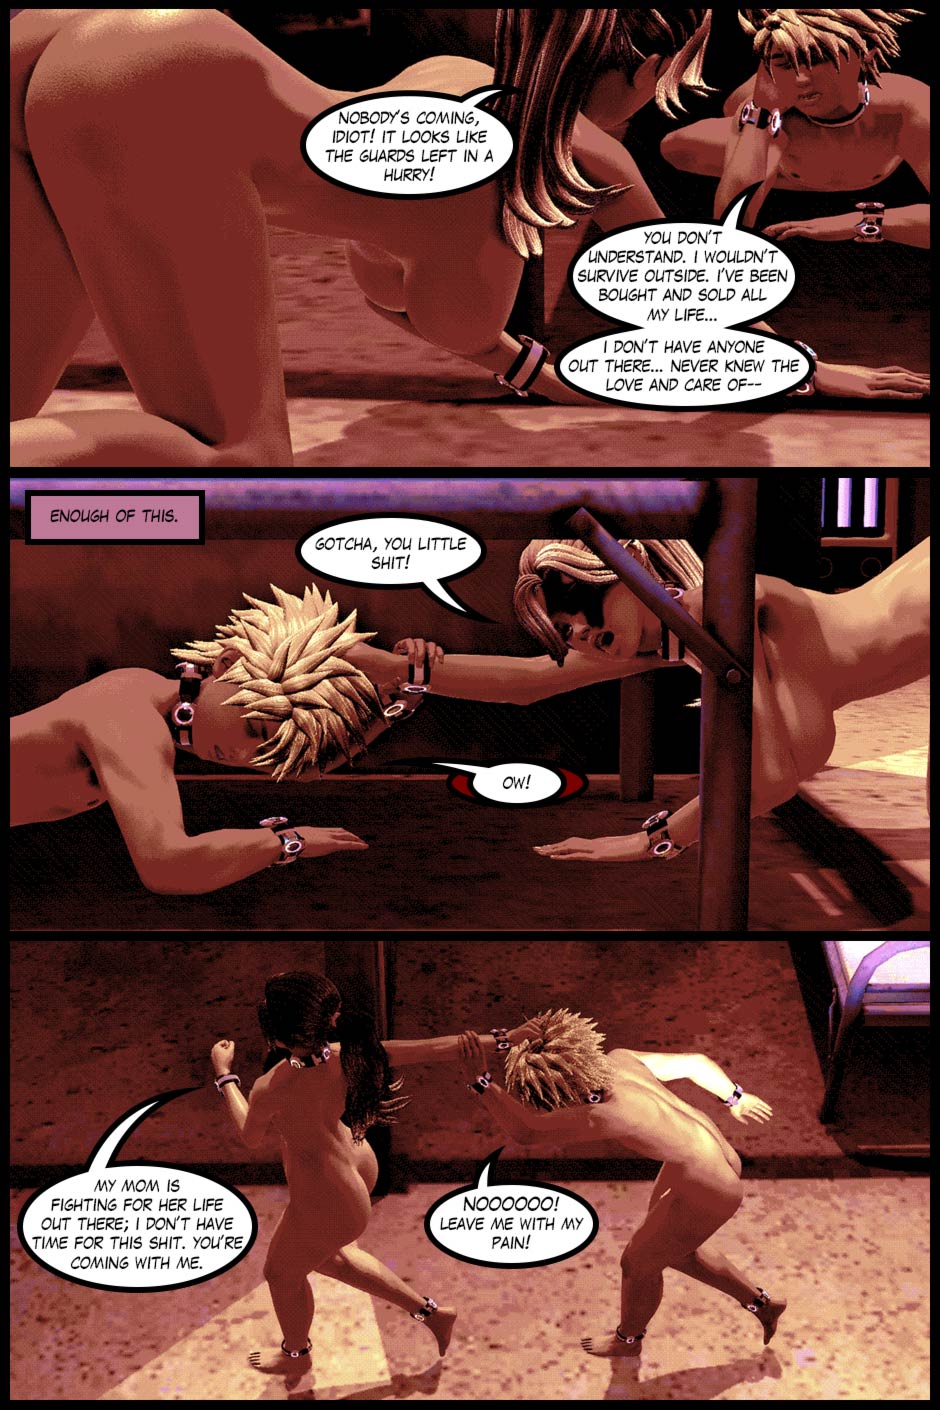 NOBODY'S COMING,
IDIOT! IT LOOKS LIKE
THE GUARDS LEFT IN A
HURRY!
YOU DON'T
UNDERSTAND. I WOULDN'T
SURVIVE OUTSIDE. I'VE BEEN
BOUGHT AND SOLD ALL
MY LIFE...
I DON'T HAVE ANYONE
OUT THERE... NEVER KNEW THE
LOVE AND CARE OF--
ENOUGH OF THIS.
GOTCHA, YOU LITTLE
SHIT!
OW!
MY MOM IS
FIGHTING FOR HER LIFE
OUT THERE; I DON'T HAVE
TIME FOR THIS SHIT. YOU'RE
COMING WITH ME.
NOOOOOO!
LEAVE ME WITH MY
PAIN!